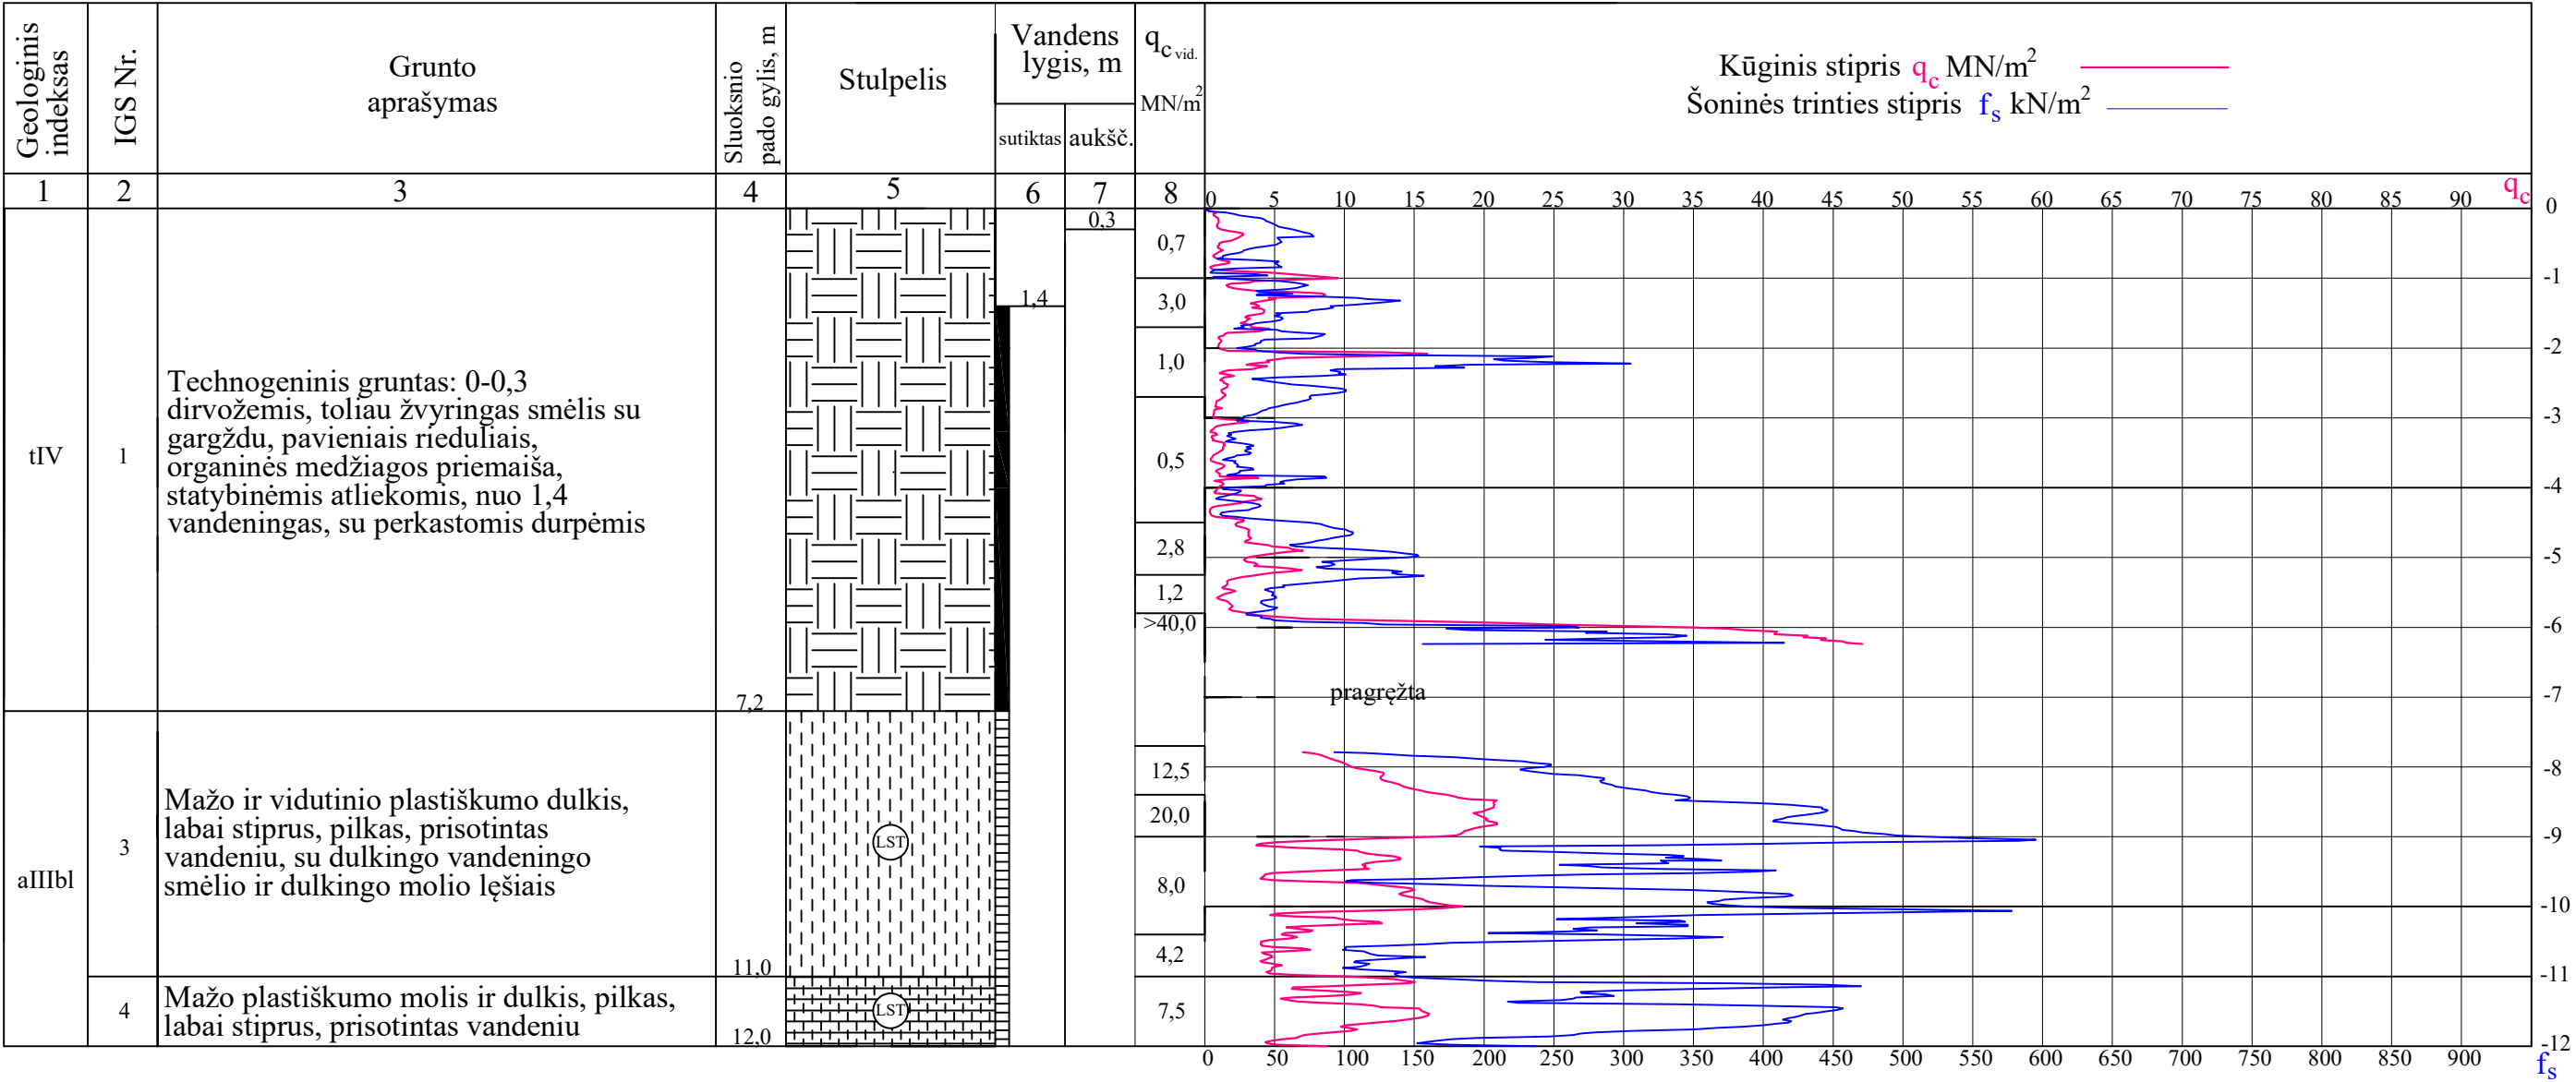 Geologinis
indeksas
IGS Nr.
Grunto
aprašymas
Sluoksnio
pado gylis, m
Stulpelis
Vandens
lygis, m
sutiktas
aukšč.
qc vid.
MN/m²
Kūginis stipris qc MN/m²
Šoninės trinties stipris fs kN/m²
1 2 3 4 5 6 7 8
0 5 10 15 20 25 30 35 40 45 50 55 60 65 70 75 80 85 90 qc
tIV
1
Technogeninis gruntas: 0-0,3
dirvožemis, toliau žvyringas smėlis su
gargždu, pavieniais rieduliais,
organinės medžiagos priemaiša,
statybinėmis atliekomis, nuo 1,4
vandeningas, su perkastomis durpėmis
7,2
1,4
0,3
0,7
3,0
1,0
0,5
2,8
1,2
>40,0
pragręžta
aIIIbl
3
Mažo ir vidutinio plastiškumo dulkis,
labai stiprus, pilkas, prisotintas
vandeniu, su dulkingo vandeningo
smėlio ir dulkingo molio lęšiais
11,0
LST
12,5
20,0
8,0
4,2
4
Mažo plastiškumo molis ir dulkis, pilkas,
labai stiprus, prisotintas vandeniu
12,0
LST
7,5
0
-1
-2
-3
-4
-5
-6
-7
-8
-9
-10
-11
-12
0 50 100 150 200 250 300 350 400 450 500 550 600 650 700 750 800 850 900 fs